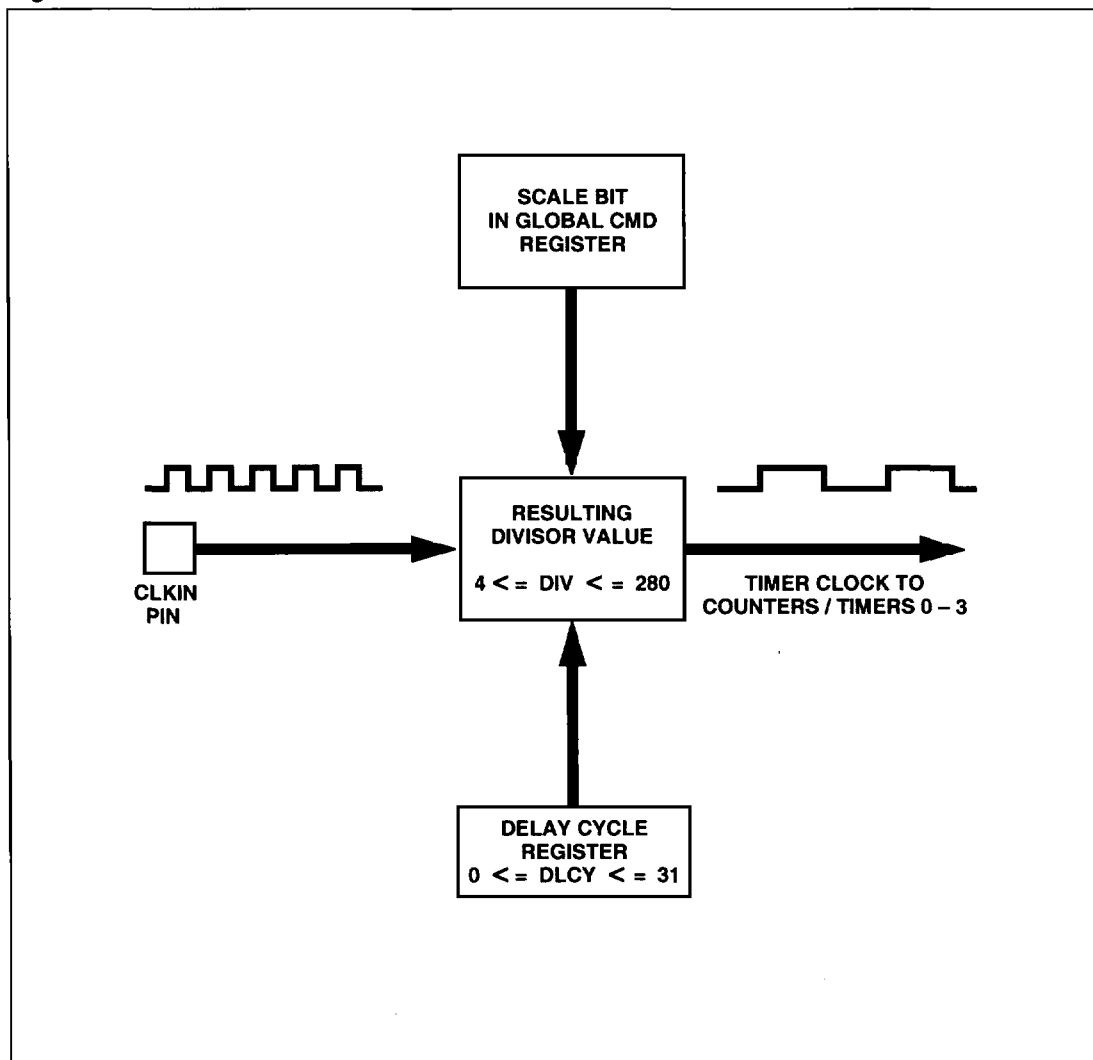 SCALE BIT
IN GLOBAL CMD
REGISTER
RESULTING
DIVISOR VALUE
4 < = DIV < = 280
CLKIN
PIN
TIMER CLOCK TO
COUNTERS / TIMERS 0 – 3
DELAY CYCLE
REGISTER
0 < = DLCY < = 31